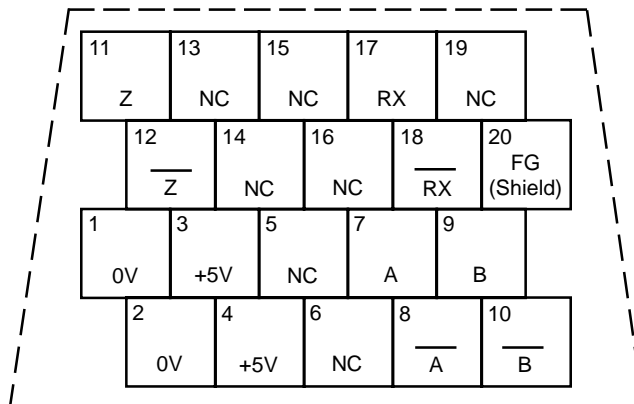 11 13 15 17 19
Z NC NC RX NC
12 14 16 18 20
Z̅ NC NC R̅X̅ FG
(Shield)
1 3 5 7 9
0V +5V NC A B
2 4 6 8 10
0V +5V NC A̅ B̅